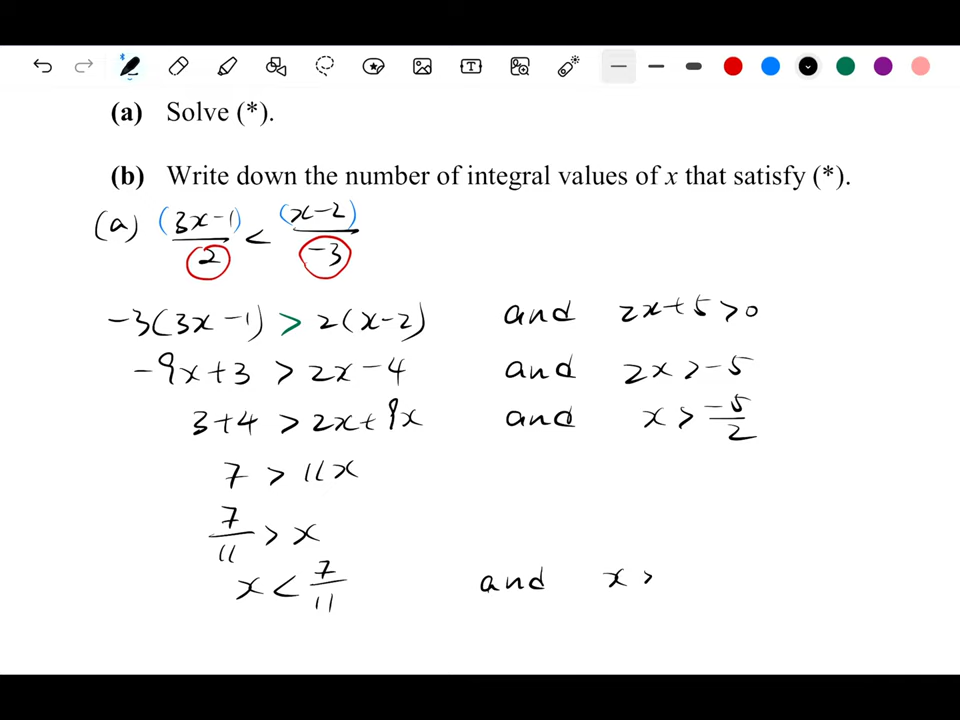 (a) Solve (*).
(b) Write down the number of integral values of x that satisfy (*).
(a) (3x-1)/2 < (x-2)/-3
-3(3x-1) > 2(x-2) and 2x+5>0
-9x+3 > 2x-4 and 2x>-5
3+4 > 2x+9x and x > -5/2
7 > 11x
7/11 > x
x < 7/11 and x >